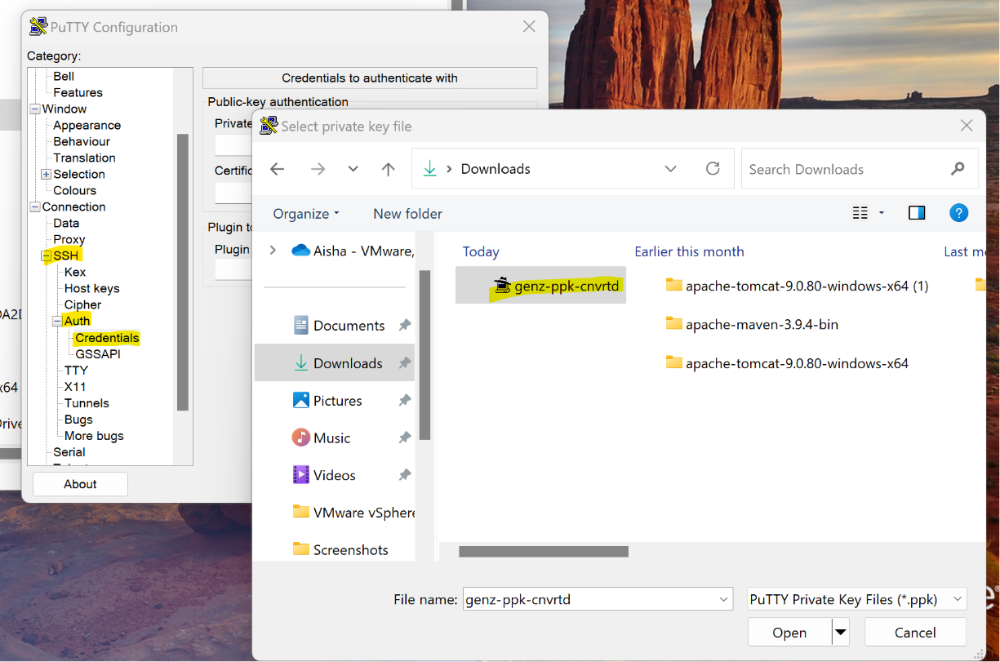 PuTTY Configuration
Category:
Bell
Features
Window
Appearance
Behaviour
Translation
Selection
Colours
Connection
Data
Proxy
SSH
Kex
Host keys
Cipher
Auth
Credentials
GSSAPI
TTY
X11
Tunnels
Bugs
More bugs
Serial
About
Credentials to authenticate with
Public-key authentication
Private
Certific
Plugin to
Plugin
Select private key file
Downloads
Search Downloads
Organize
New folder
?
Aisha - VMware,
Documents
Downloads
Pictures
Music
Videos
VMware vSphere
Screenshots
Today
genz-ppk-cnvrtd
Earlier this month
apache-tomcat-9.0.80-windows-x64 (1)
apache-maven-3.9.4-bin
apache-tomcat-9.0.80-windows-x64
Last mo
File name: genz-ppk-cnvrtd
PuTTY Private Key Files (*.ppk)
Open
Cancel
x64
Drive